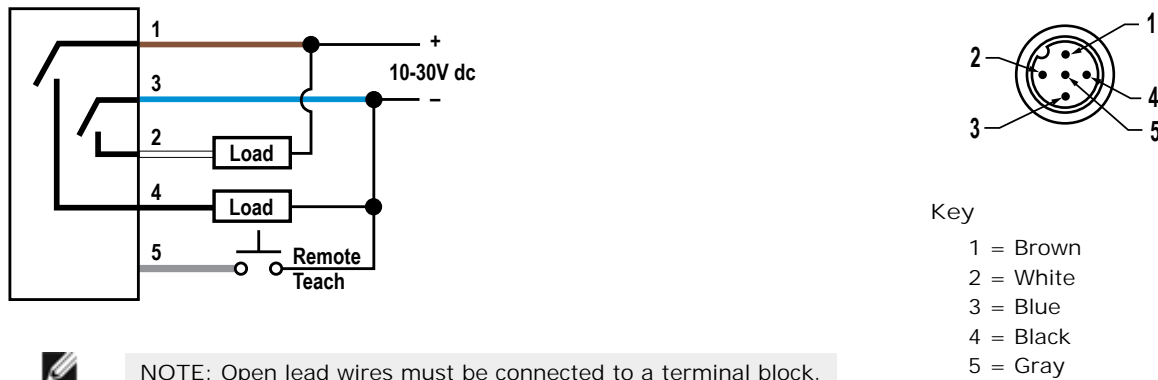 1
+
10-30V dc
3
–
2
Load
4
Load
5
Remote
Teach
1
2
4
3
5
Key
1 = Brown
2 = White
3 = Blue
4 = Black
5 = Gray
NOTE: Open lead wires must be connected to a terminal block.